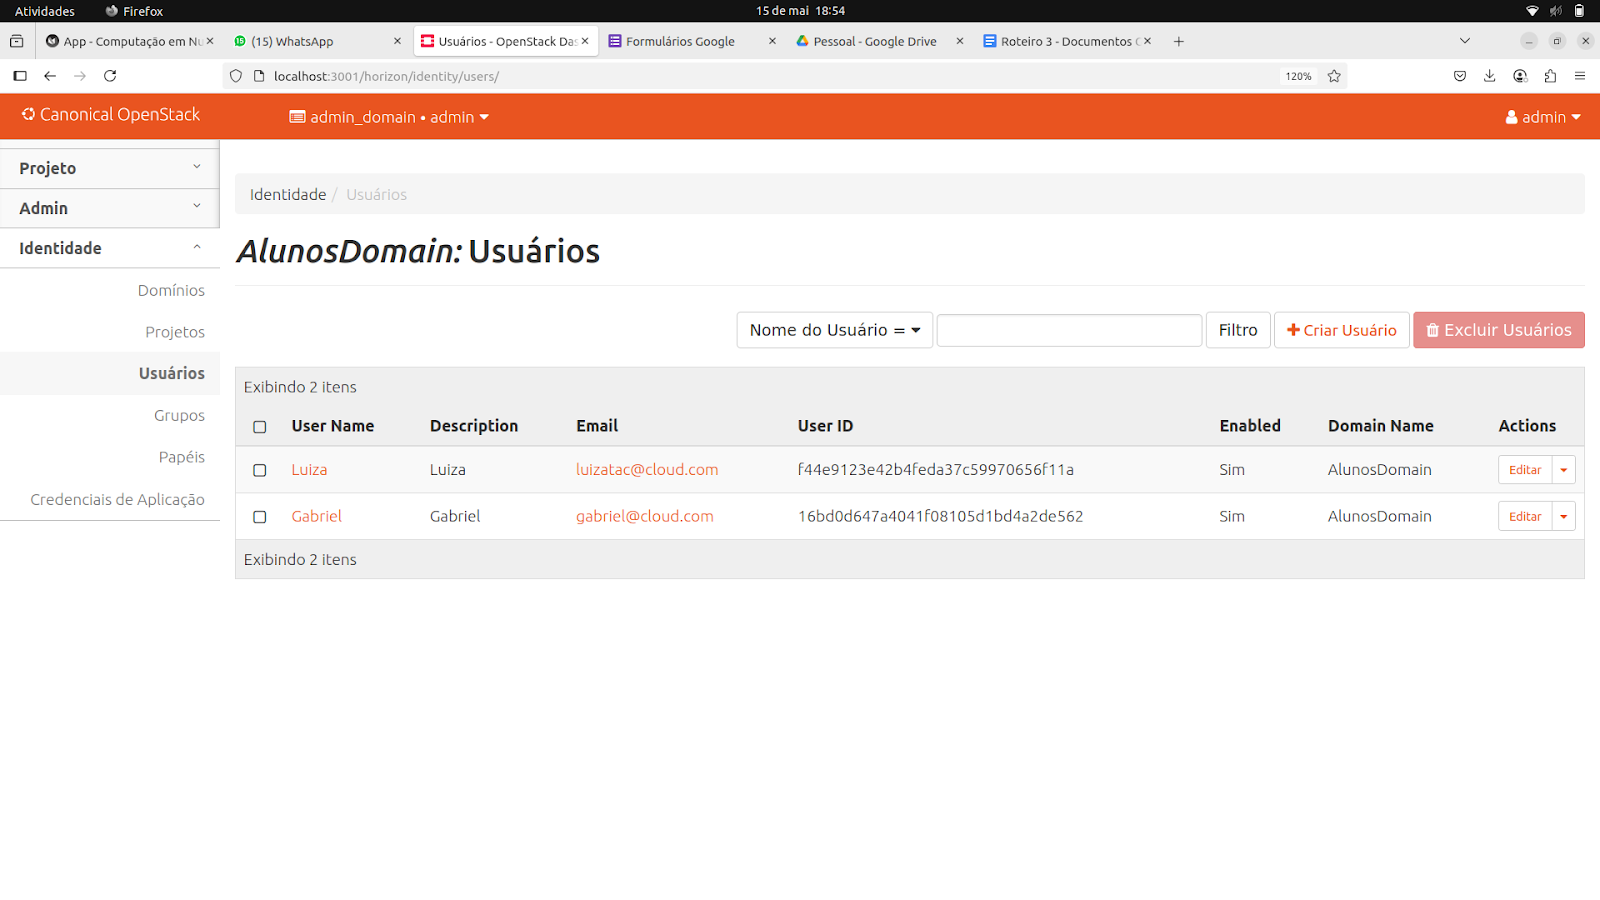 Atividades Firefox 15 de mai 18:54
App - Computação em Nu (15) WhatsApp Usuários - OpenStack Das Formulários Google Pessoal - Google Drive Roteiro 3 - Documentos
localhost:3001/horizon/identity/users/ 120%
Canonical OpenStack admin_domain • admin admin
Projeto
Admin
Identidade
Domínios
Projetos
Usuários
Grupos
Papéis
Credenciais de Aplicação
Identidade / Usuários
AlunosDomain: Usuários
Nome do Usuário = Filtro Criar Usuário Excluir Usuários
Exibindo 2 itens
User Name Description Email User ID Enabled Domain Name Actions
Luiza Luiza luizatac@cloud.com f44e9123e42b4feda37c59970656f11a Sim AlunosDomain Editar
Gabriel Gabriel gabriel@cloud.com 16bd0d647a4041f08105d1bd4a2de562 Sim AlunosDomain Editar
Exibindo 2 itens